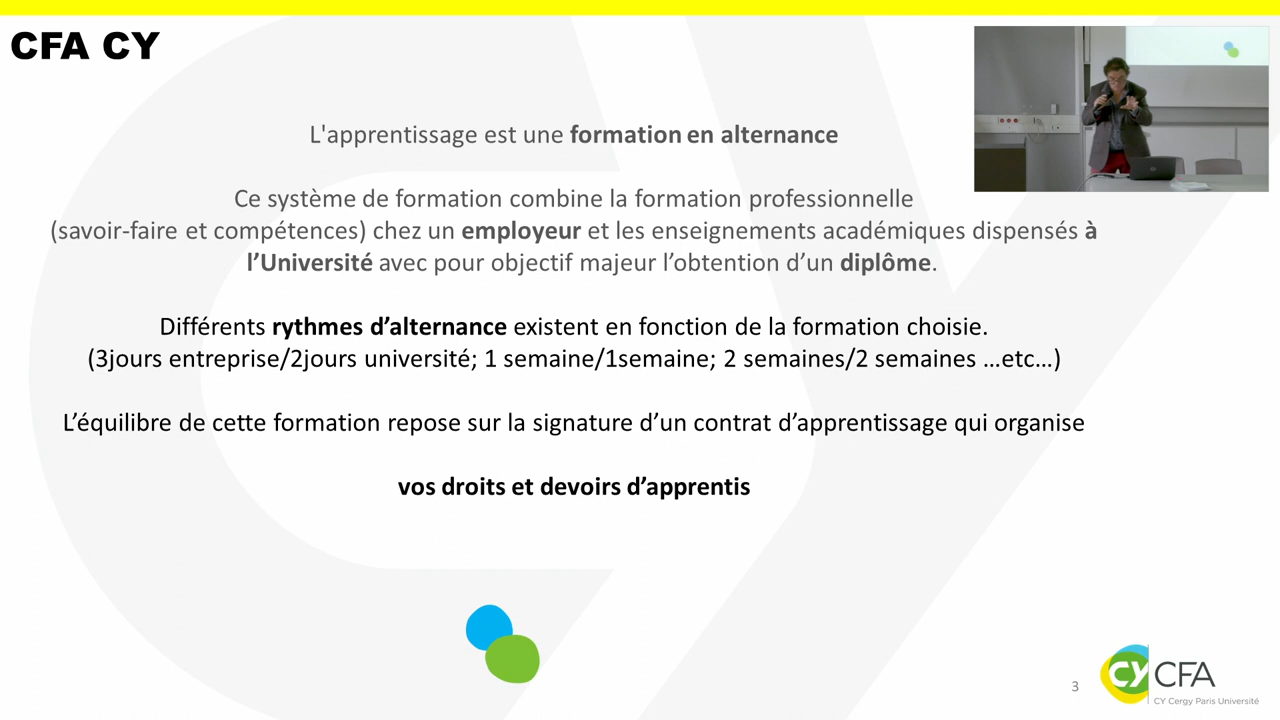 CFA CY
L'apprentissage est une formation en alternance
Ce système de formation combine la formation professionnelle
(savoir-faire et compétences) chez un employeur et les enseignements académiques dispensés à
l’Université avec pour objectif majeur l’obtention d’un diplôme.
Différents rythmes d’alternance existent en fonction de la formation choisie.
(3jours entreprise/2jours université; 1 semaine/1semaine; 2 semaines/2 semaines …etc…)
L’équilibre de cette formation repose sur la signature d’un contrat d’apprentissage qui organise
vos droits et devoirs d’apprentis
3
CY CFA
CY Cergy Paris Université